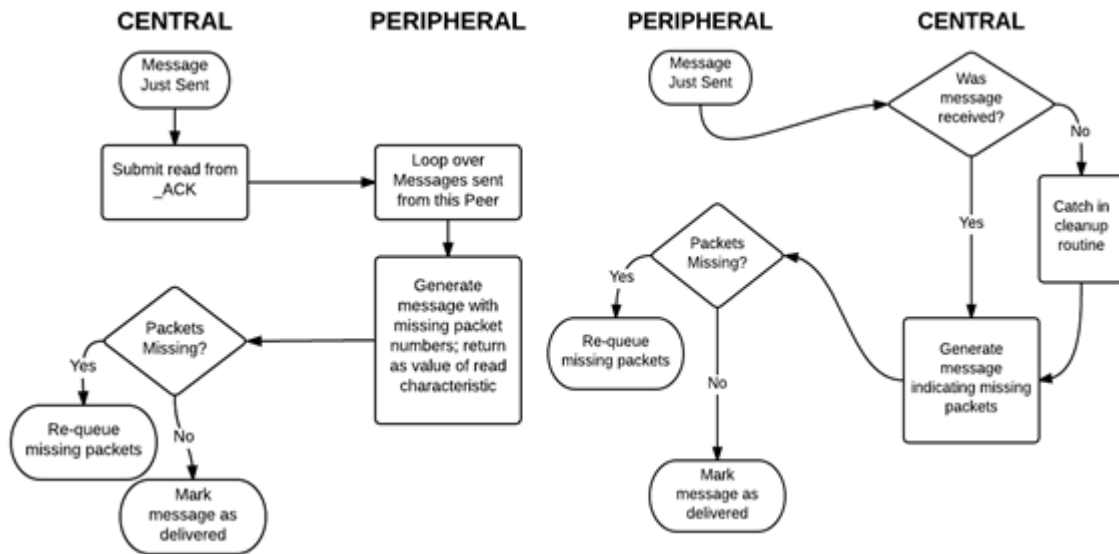 CENTRAL
PERIPHERAL
Message
Just Sent
Submit read from
_ACK
Loop over
Messages sent
from this Peer
Generate
message with
missing packet
numbers; return
as value of read
characteristic
Packets
Missing?
Yes
Re-queue
missing packets
No
Mark
message as
delivered
PERIPHERAL
CENTRAL
Message
Just Sent
Was
message
received?
No
Yes
Catch in
cleanup
routine
Generate
message
indicating missing
packets
Packets
Missing?
Yes
Re-queue
missing packets
No
Mark
message as
delivered